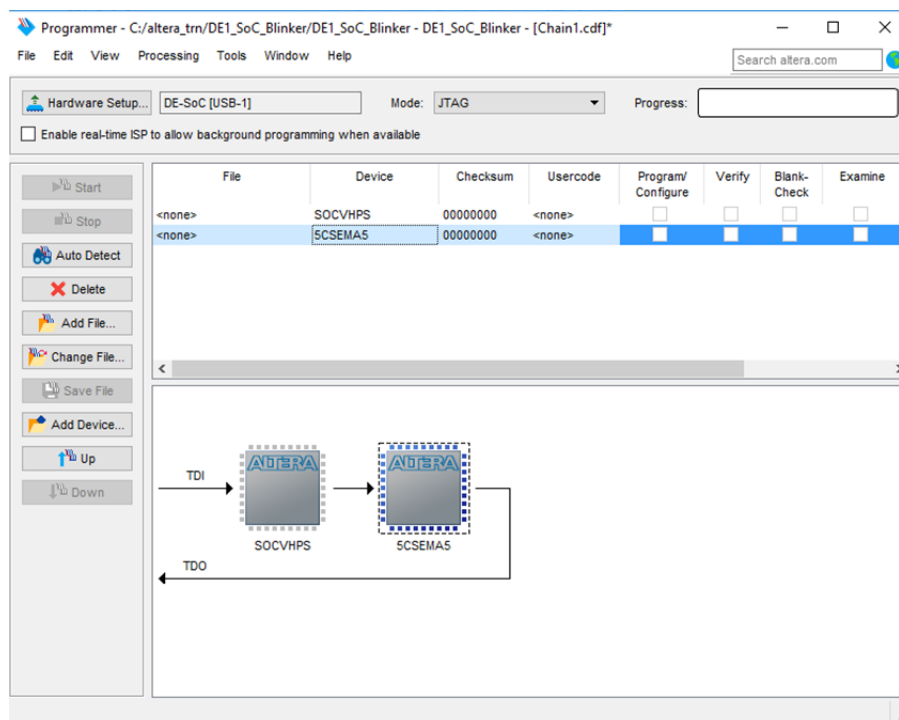 Programmer - C:/altera_trn/DE1_SoC_Blinker/DE1_SoC_Blinker - DE1_SoC_Blinker - [Chain1.cdf]*
File Edit View Processing Tools Window Help
Search altera.com
Hardware Setup... DE-SoC [USB-1] Mode: JTAG Progress:
Enable real-time ISP to allow background programming when available
Start
Stop
Auto Detect
Delete
Add File...
Change File...
Save File
Add Device...
Up
Down
File Device Checksum Usercode Program/ Configure Verify Blank- Check Examine
<none> SOCVHPS 00000000 <none>
<none> 5CSEMA5 00000000 <none>
TDI
ALTERA
SOCVHPS
ALTERA
5CSEMA5
TDO